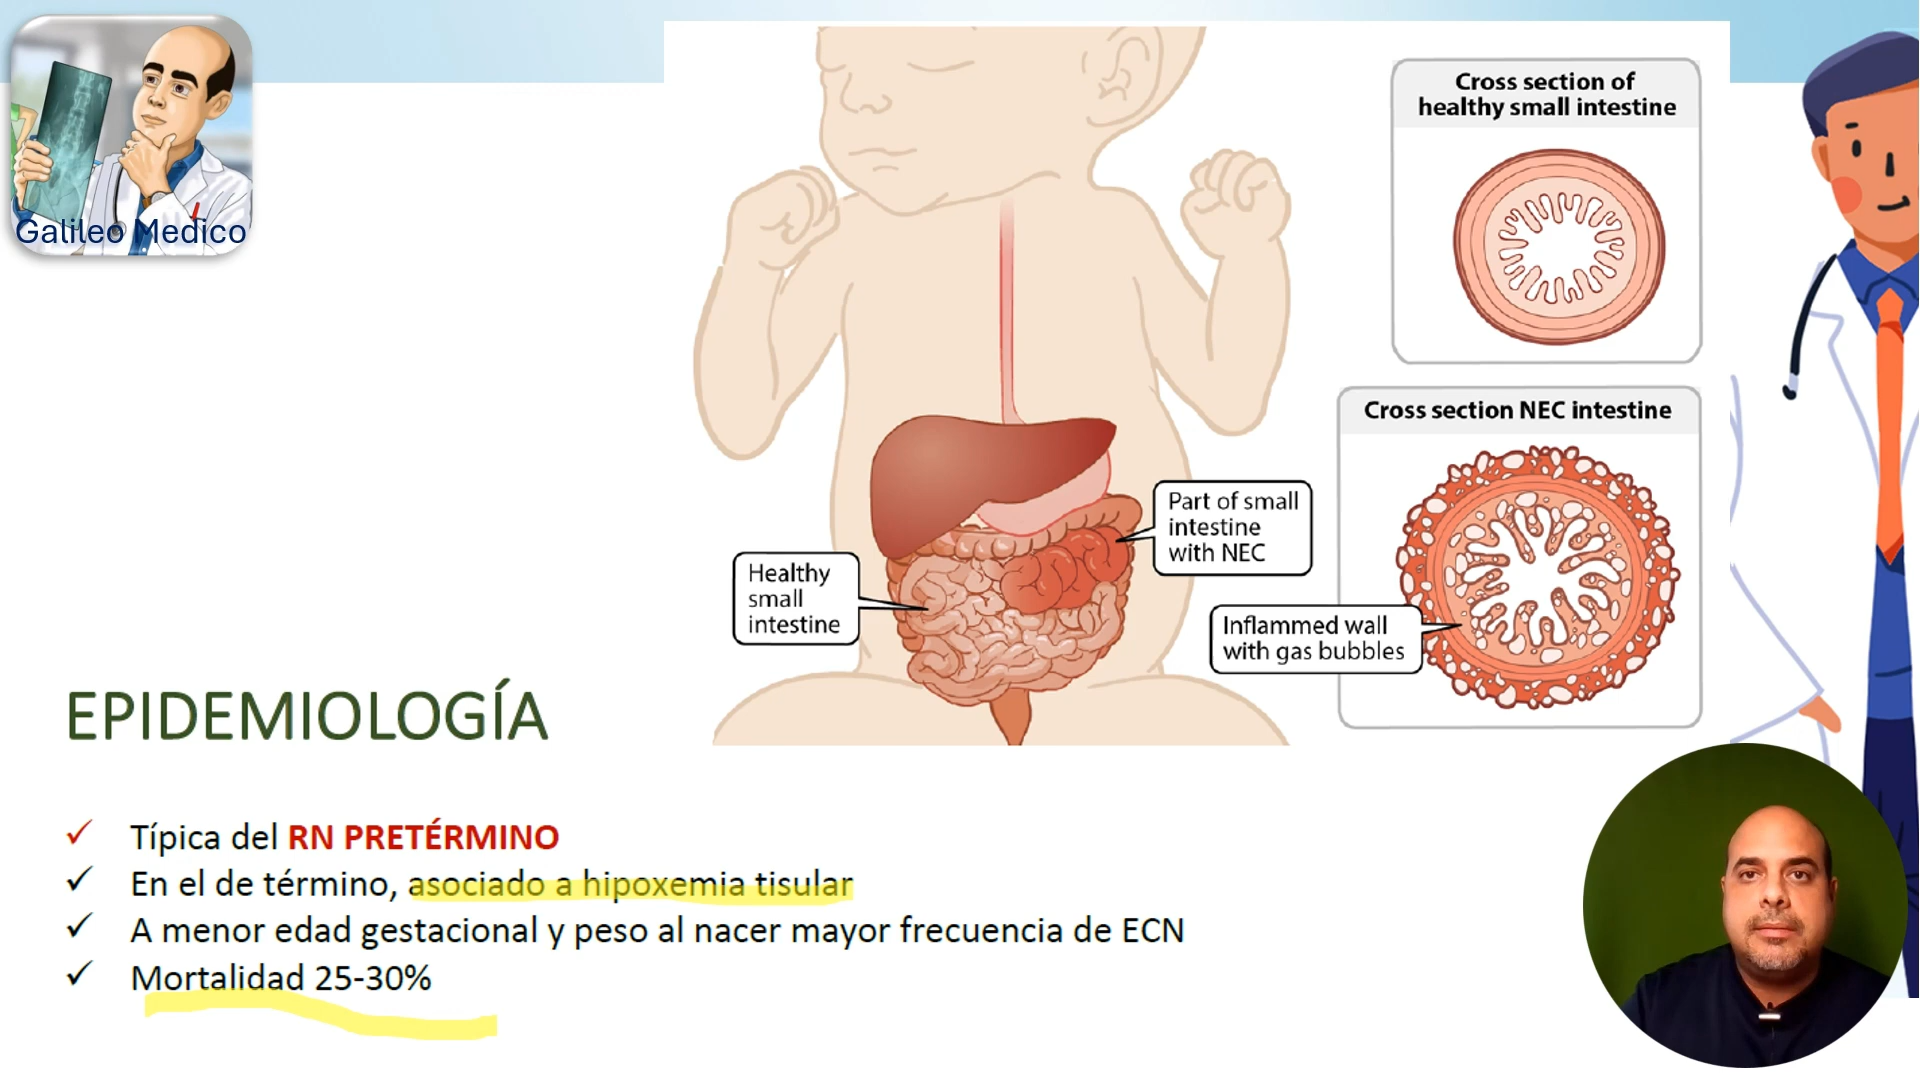 Galileo Medico
Cross section of
healthy small intestine
Cross section NEC intestine
Part of small
intestine
with NEC
Healthy
small
intestine
Inflammed wall
with gas bubbles
EPIDEMIOLOGÍA
✓ Típica del RN PRETÉRMINO
✓ En el de término, asociado a hipoxemia tisular
✓ A menor edad gestacional y peso al nacer mayor frecuencia de ECN
✓ Mortalidad 25-30%